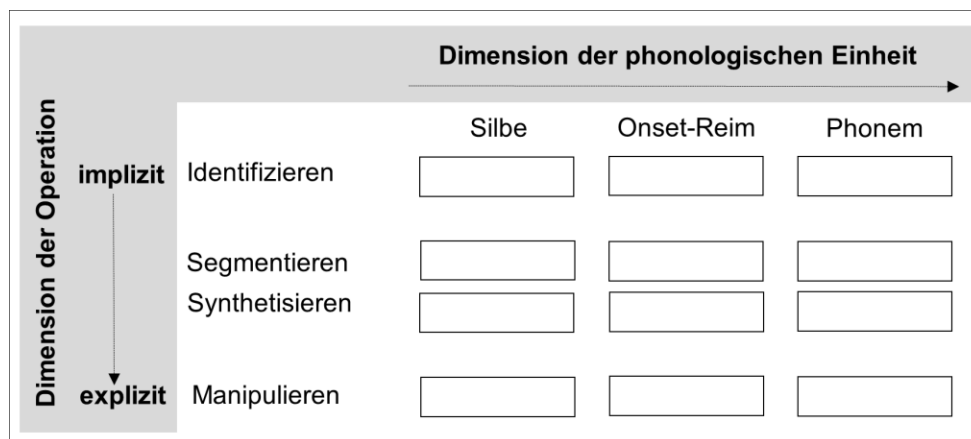 Dimension der phonologischen Einheit
Dimension der Operation
Silbe Onset-Reim Phonem
implizit Identifizieren
Segmentieren
Synthetisieren
explizit Manipulieren